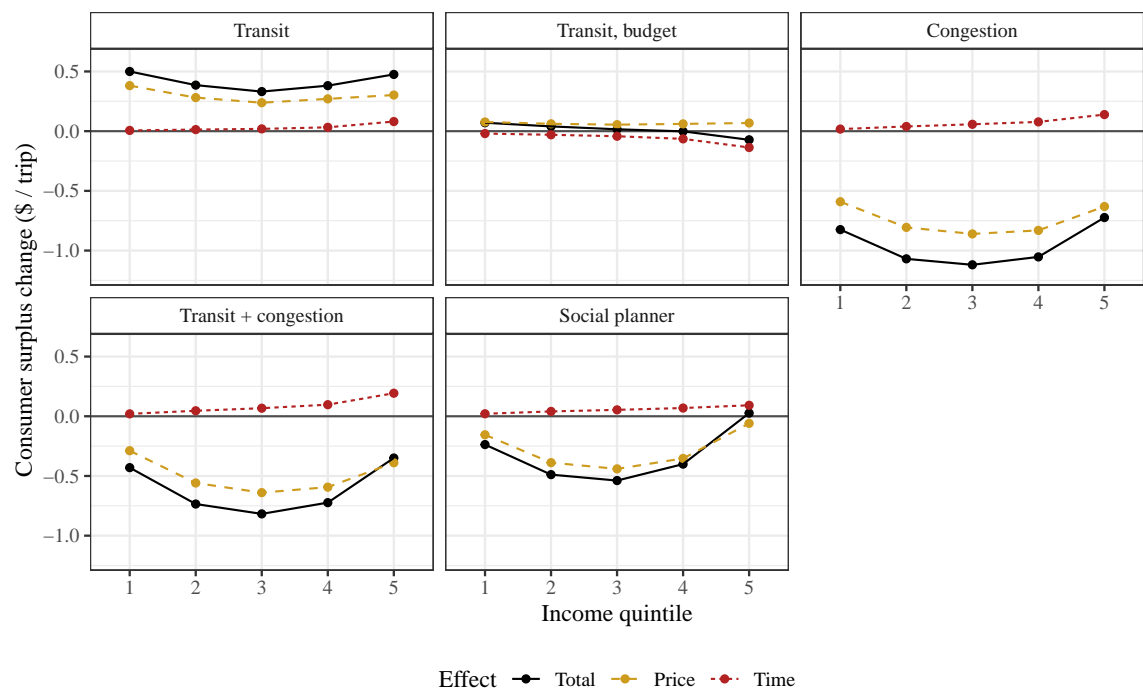 Transit
Transit, budget
Congestion
0.5
0.0
−0.5
−1.0
1 2 3 4 5
Transit + congestion
Social planner
0.5
0.0
−0.5
−1.0
1 2 3 4 5
1 2 3 4 5
Consumer surplus change ($ / trip)
Income quintile
Effect Total Price Time